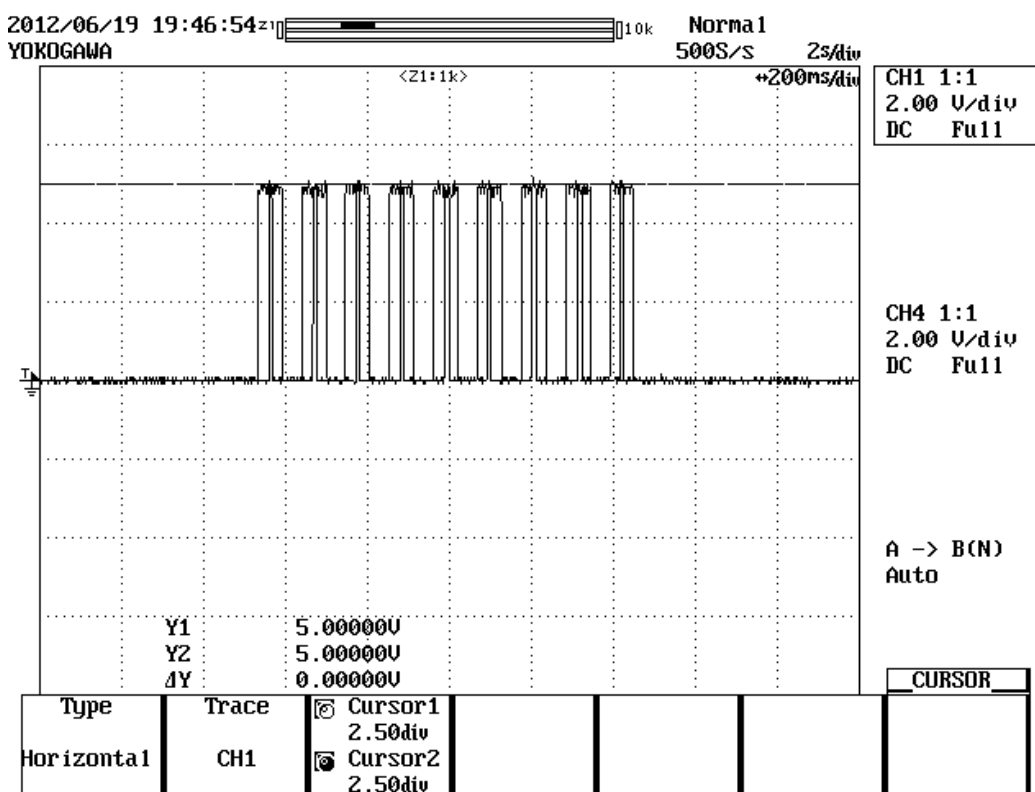 2012/06/19 19:46:54 Z1 10k Normal
YOKOGAWA 500S/s 2s/div
<Z1:1k> ↔200ms/div
CH1 1:1
2.00 V/div
DC Full
T
CH4 1:1
2.00 V/div
DC Full
A -> B(N)
Auto
Y1 5.00000V
Y2 5.00000V
ΔY 0.00000V
CURSOR
Type Trace Cursor1
2.50div
Horizontal CH1 Cursor2
2.50div